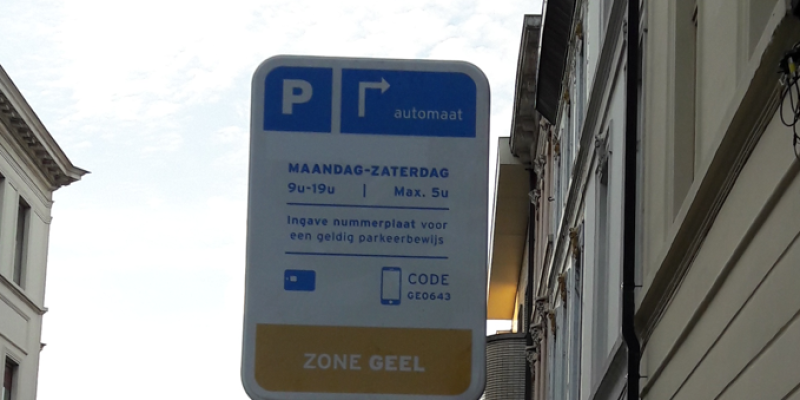 P
automaat
MAANDAG-ZATERDAG
9u-19u | Max. 5u
Ingave nummerplaat voor
een geldig parkeerbewijs
CODE
GE0643
ZONE GEEL